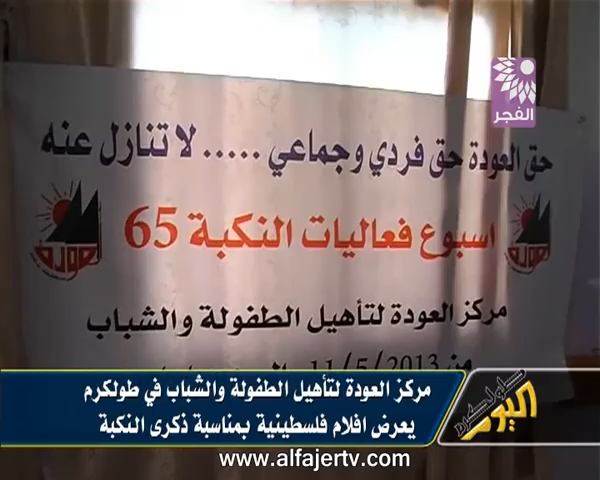 الفجر
حق العودة حق فردي وجماعي ..... لا تنازل عنه
العودة
اسبوع فعاليات النكبة 65
العودة
مركز العودة لتأهيل الطفولة والشباب
من 11/5/2013
مركز العودة لتأهيل الطفولة والشباب في طولكرم
يعرض افلام فلسطينية بمناسبة ذكرى النكبة
طولكرم
اليوم
www.alfajertv.com